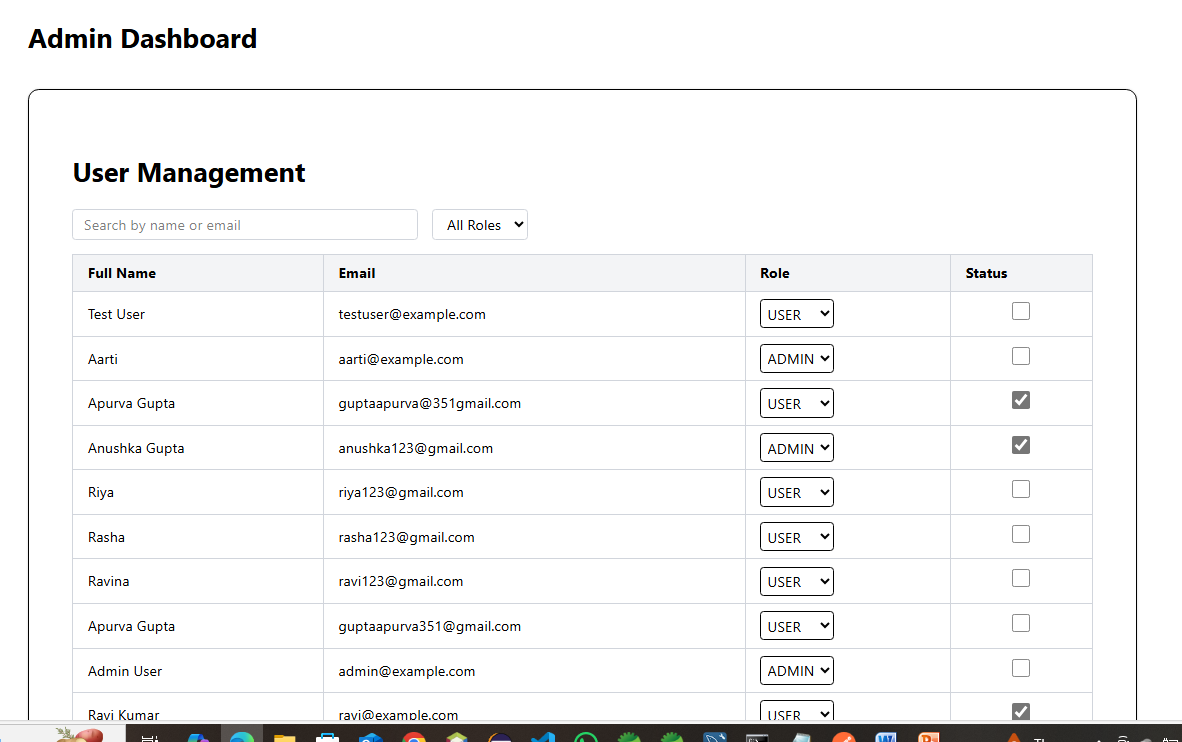 Admin Dashboard
User Management
Search by name or email All Roles
Full Name Email Role Status
Test User testuser@example.com USER
Aarti aarti@example.com ADMIN
Apurva Gupta guptaapurva@351gmail.com USER
Anushka Gupta anushka123@gmail.com ADMIN
Riya riya123@gmail.com USER
Rasha rasha123@gmail.com USER
Ravina ravi123@gmail.com USER
Apurva Gupta guptaapurva351@gmail.com USER
Admin User admin@example.com ADMIN
Ravi Kumar ravi@example.com USER